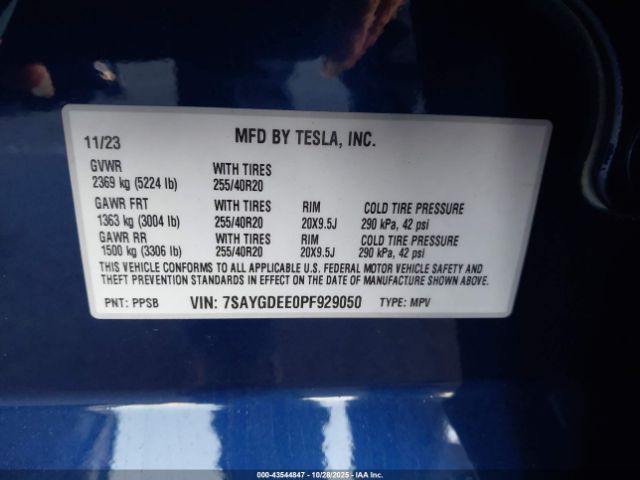 11/23 MFD BY TESLA, INC.
GVWR WITH TIRES
2369 kg (5224 lb) 255/40R20
GAWR FRT WITH TIRES RIM COLD TIRE PRESSURE
1363 kg (3004 lb) 255/40R20 20X9.5J 290 kPa, 42 psi
GAWR RR WITH TIRES RIM COLD TIRE PRESSURE
1500 kg (3306 lb) 255/40R20 20X9.5J 290 kPa, 42 psi
THIS VEHICLE CONFORMS TO ALL APPLICABLE U.S. FEDERAL MOTOR VEHICLE SAFETY AND
THEFT PREVENTION STANDARDS IN EFFECT ON THE DATE OF MANUFACTURE SHOWN ABOVE.
PNT: PPSB VIN: 7SAYGDEE0PF929050 TYPE: MPV
000-43544847 | 10/28/2025 | IAA Inc.